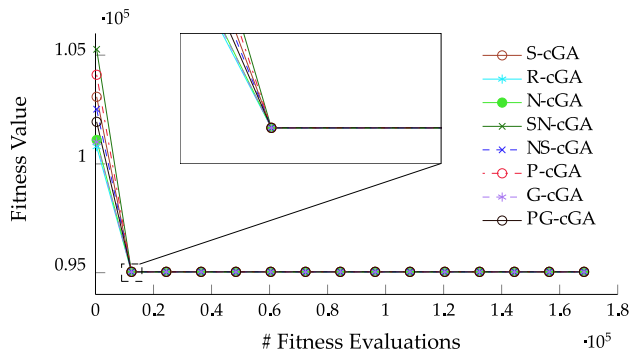 ·10⁵
1.05
1
0.95
Fitness Value
S-cGA
R-cGA
N-cGA
SN-cGA
NS-cGA
P-cGA
G-cGA
PG-cGA
0 0.2 0.4 0.6 0.8 1 1.2 1.4 1.6 1.8
# Fitness Evaluations
·10⁵